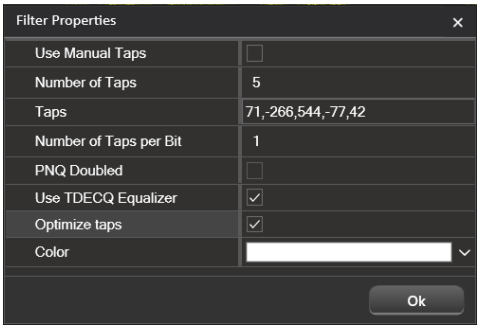 Filter Properties
Use Manual Taps
Number of Taps 5
Taps 71,-266,544,-77,42
Number of Taps per Bit 1
PNQ Doubled
Use TDECQ Equalizer
Optimize taps
Color
Ok